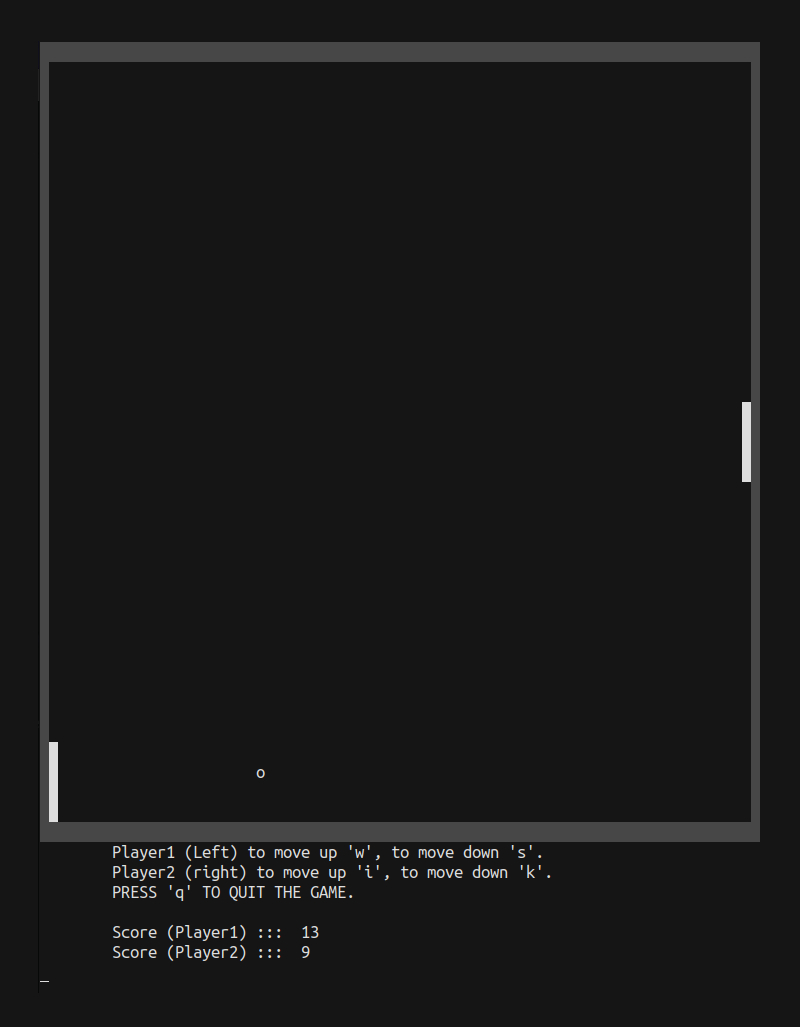 o
Player1 (Left) to move up 'w', to move down 's'.
Player2 (right) to move up 'i', to move down 'k'.
PRESS 'q' TO QUIT THE GAME.
Score (Player1) :::  13
Score (Player2) :::  9
_